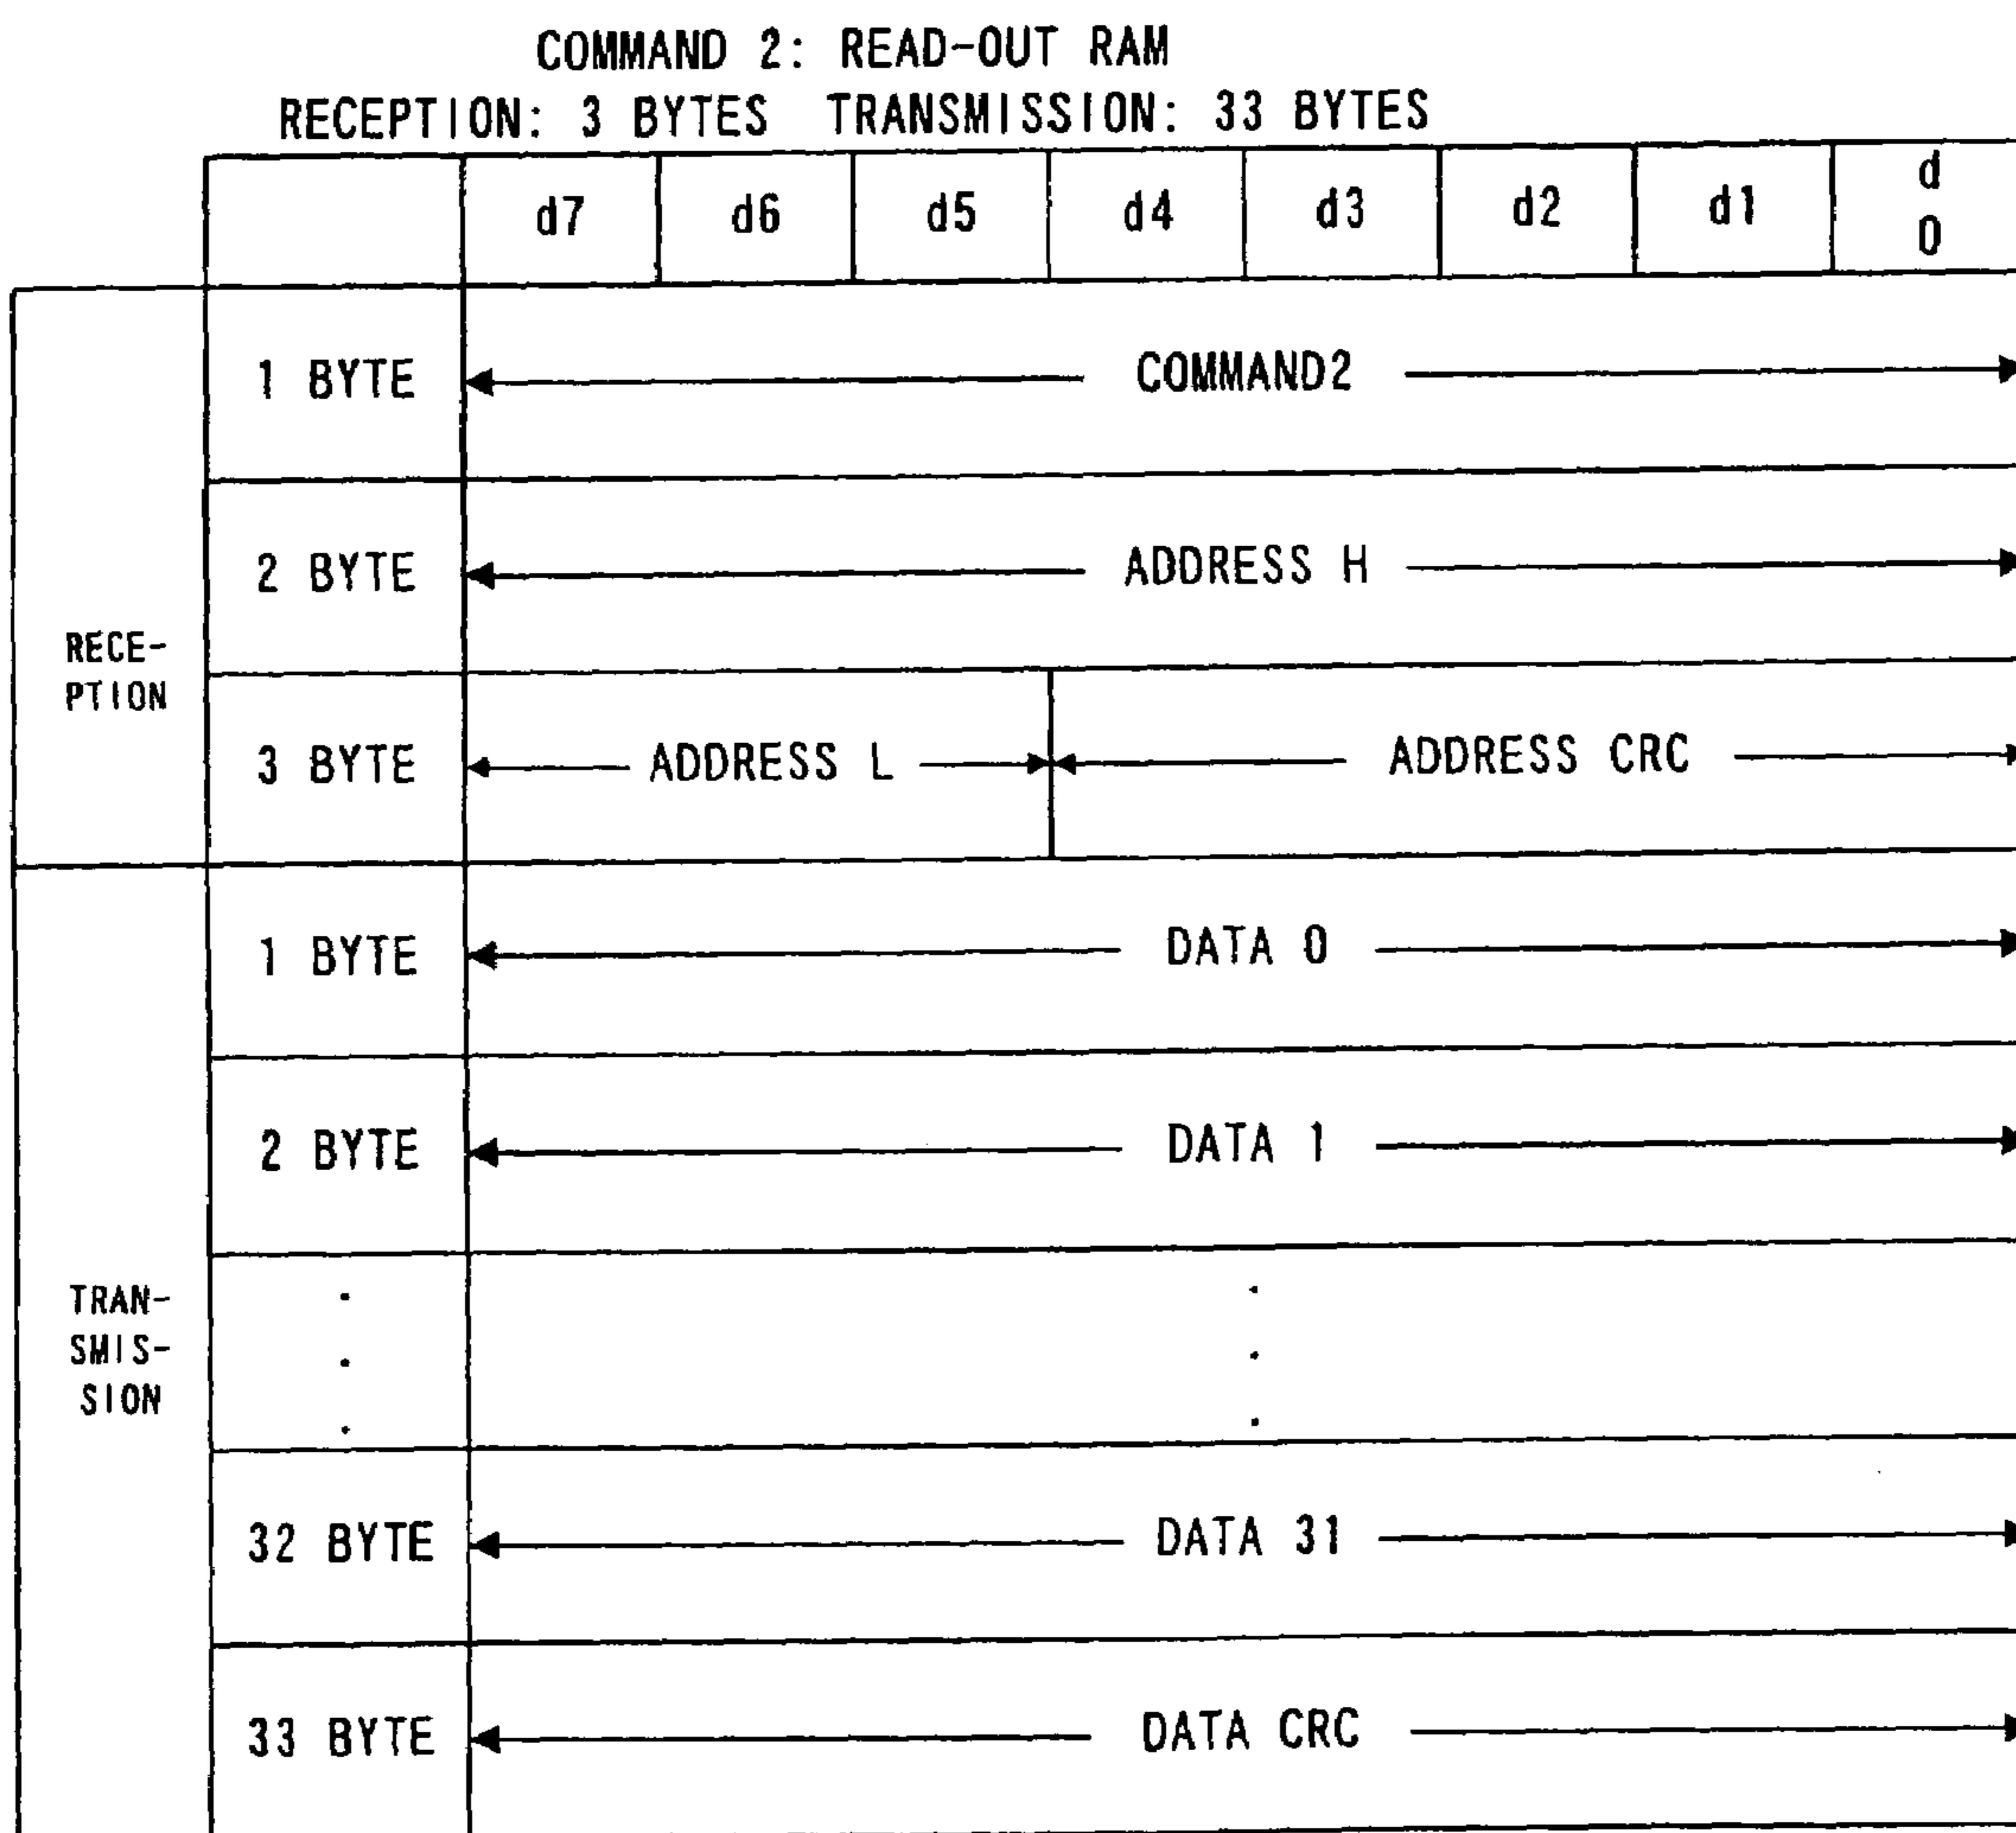 COMMAND 2: READ-OUT RAM
RECEPTION: 3 BYTES TRANSMISSION: 33 BYTES
d7 d6 d5 d4 d3 d2 d1 d
0
1 BYTE COMMAND2
2 BYTE ADDRESS H
RECE-
PTION
3 BYTE ADDRESS L ADDRESS CRC
1 BYTE DATA 0
2 BYTE DATA 1
TRAN-
SMIS-
SION
32 BYTE DATA 31
33 BYTE DATA CRC